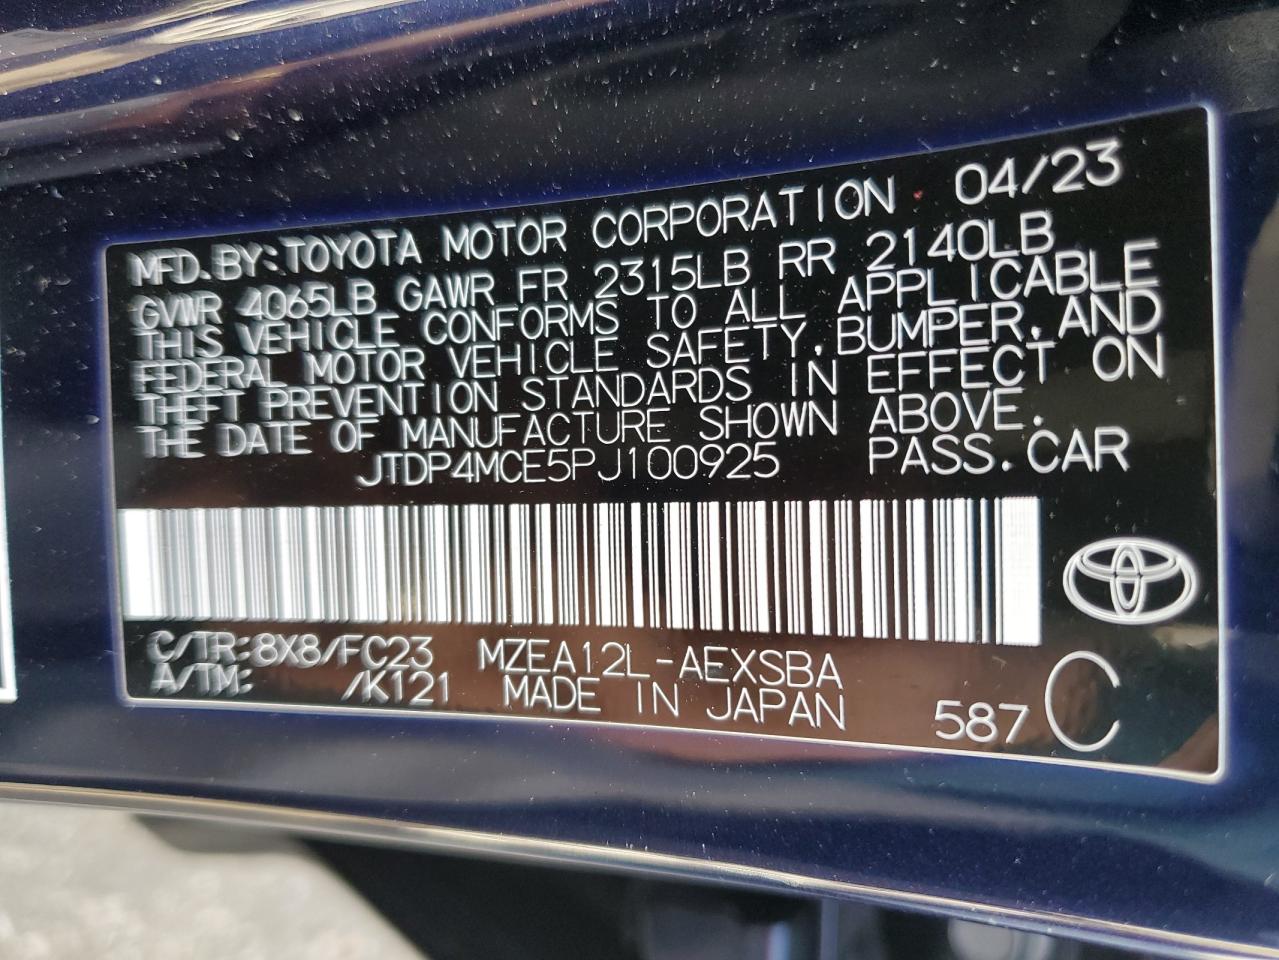 MFD. BY: TOYOTA MOTOR CORPORATION 04/23
GVWR 4065LB GAWR FR 2315LB RR 2140LB
THIS VEHICLE CONFORMS TO ALL APPLICABLE
FEDERAL MOTOR VEHICLE SAFETY, BUMPER, AND
THEFT PREVENTION STANDARDS IN EFFECT ON
THE DATE OF MANUFACTURE SHOWN ABOVE.
JTDP4MCE5PJ100925 PASS. CAR
C/TR: 8X8/FC23 MZEA12L-AEXSBA
A/TM: /K121 MADE IN JAPAN 587 C